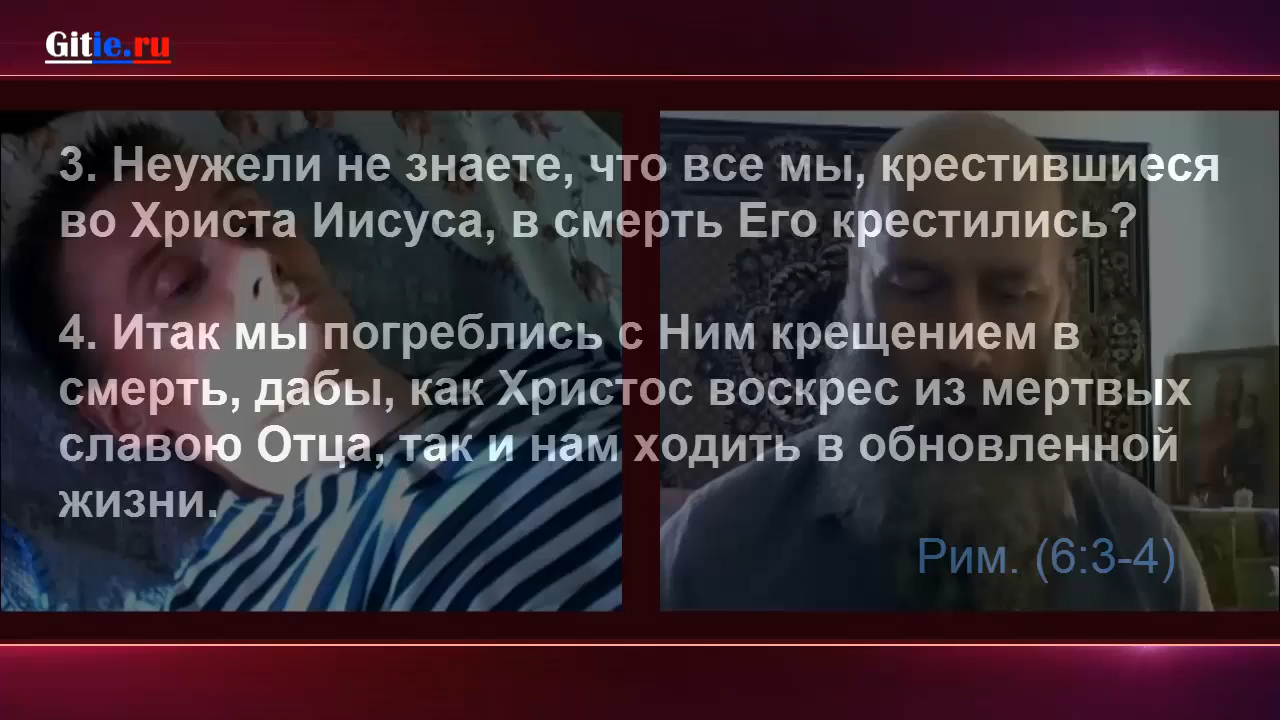 Gitie.ru
3. Неужели не знаете, что все мы, крестившиеся
во Христа Иисуса, в смерть Его крестились?
4. Итак мы погреблись с Ним крещением в
смерть, дабы, как Христос воскрес из мертвых
славою Отца, так и нам ходить в обновленной
жизни.
Рим. (6:3-4)